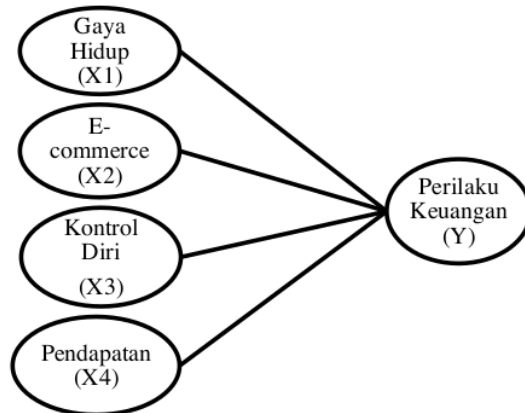 Gaya
Hidup
(X1)
E-
commerce
(X2)
Kontrol
Diri
(X3)
Pendapatan
(X4)
Perilaku
Keuangan
(Y)